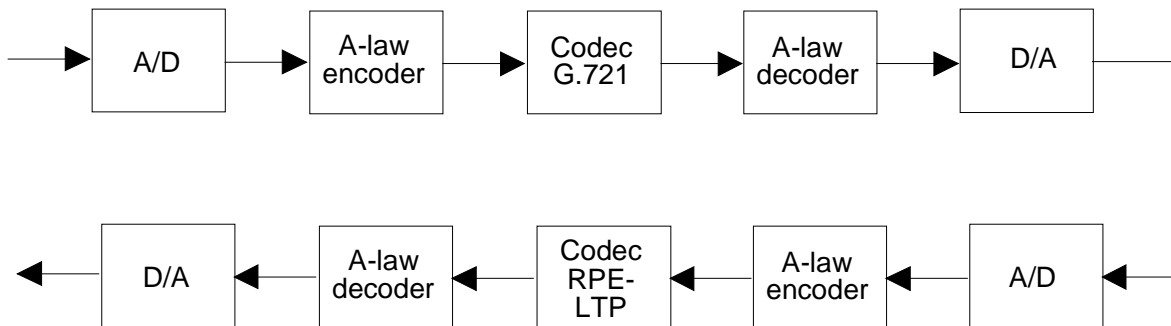 A/D
A-law
encoder
Codec
G.721
A-law
decoder
D/A
D/A
A-law
decoder
Codec
RPE-
LTP
A-law
encoder
A/D